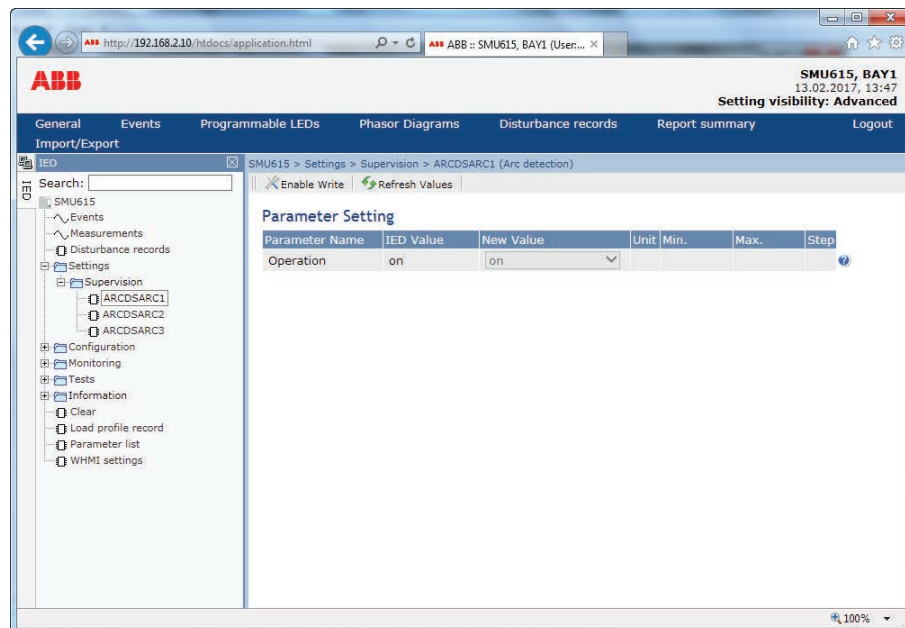 ABB http://192.168.2.10/htdocs/application.html
ABB ABB :: SMU615, BAY1 (User:...
ABB
SMU615, BAY1
13.02.2017, 13:47
Setting visibility: Advanced
General Events Programmable LEDs Phasor Diagrams Disturbance records Report summary Logout
Import/Export
IED
IED
SMU615 > Settings > Supervision > ARCDSARC1 (Arc detection)
Search:
Enable Write Refresh Values
SMU615
Events
Measurements
Disturbance records
Settings
Supervision
ARCDSARC1
ARCDSARC2
ARCDSARC3
Configuration
Monitoring
Tests
Information
Clear
Load profile record
Parameter list
WHMI settings
Parameter Setting
Parameter Name IED Value New Value Unit Min. Max. Step
Operation on on ?
100%